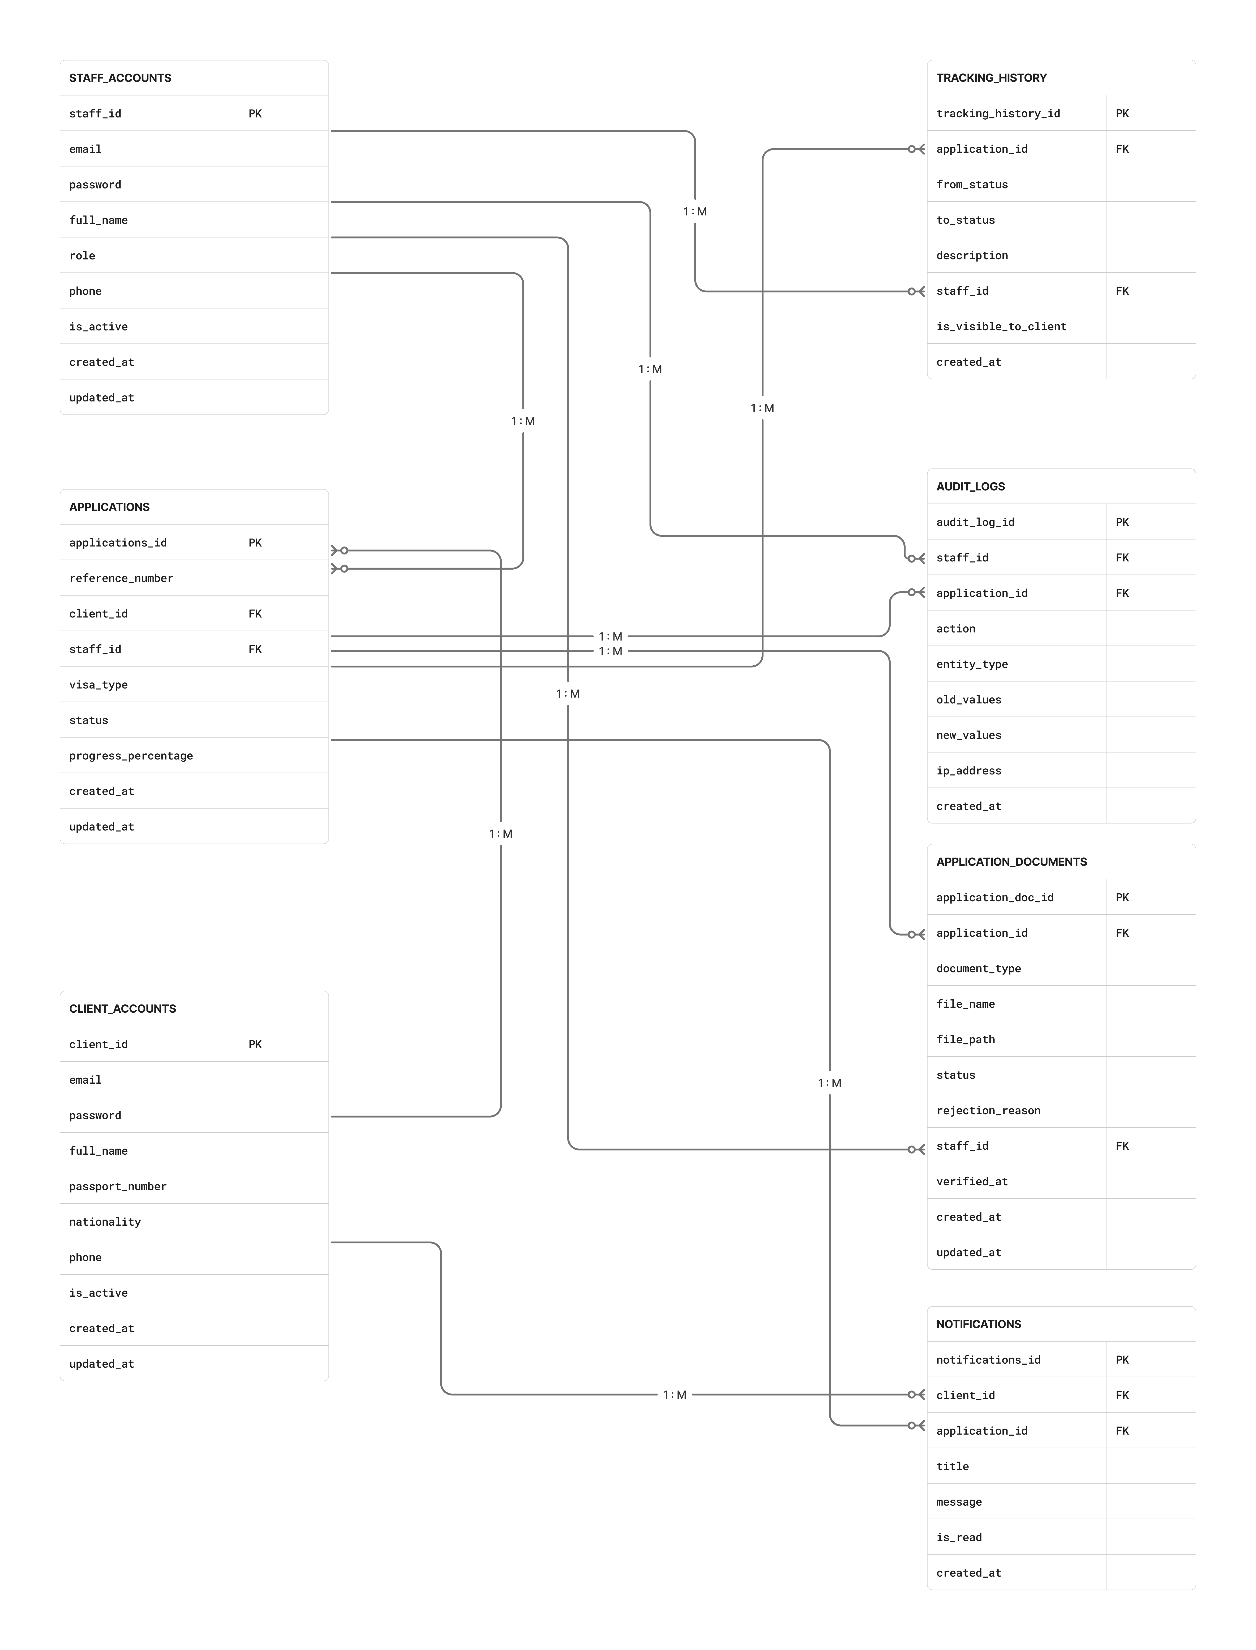 STAFF_ACCOUNTS
staff_id PK
email
password
full_name
role
phone
is_active
created_at
updated_at
APPLICATIONS
applications_id PK
reference_number
client_id FK
staff_id FK
visa_type
status
progress_percentage
created_at
updated_at
CLIENT_ACCOUNTS
client_id PK
email
password
full_name
passport_number
nationality
phone
is_active
created_at
updated_at
1:M
1:M
1:M
1:M
1:M
1:M
1:M
1:M
1:M
1:M
TRACKING_HISTORY
tracking_history_id PK
application_id FK
from_status
to_status
description
staff_id FK
is_visible_to_client
created_at
AUDIT_LOGS
audit_log_id PK
staff_id FK
application_id FK
action
entity_type
old_values
new_values
ip_address
created_at
APPLICATION_DOCUMENTS
application_doc_id PK
application_id FK
document_type
file_name
file_path
status
rejection_reason
staff_id FK
verified_at
created_at
updated_at
NOTIFICATIONS
notifications_id PK
client_id FK
application_id FK
title
message
is_read
created_at